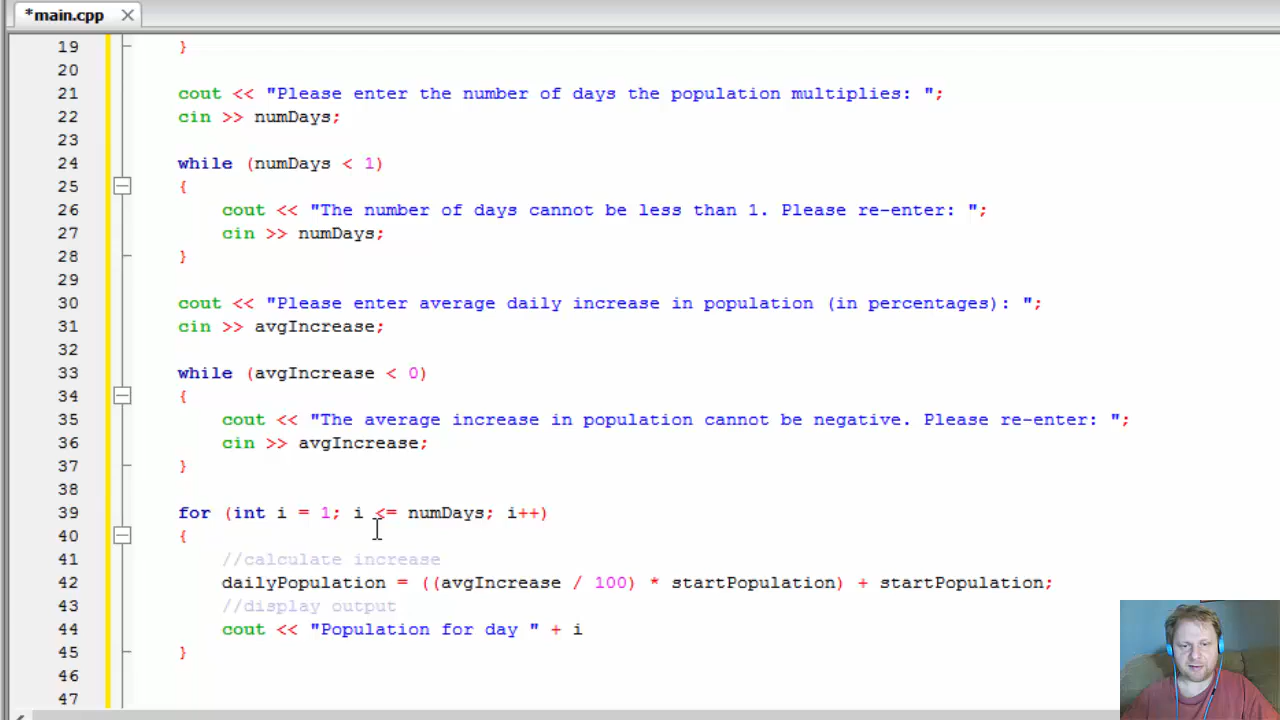 *main.cpp
19 }
20
21 cout << "Please enter the number of days the population multiplies: ";
22 cin >> numDays;
23
24 while (numDays < 1)
25 {
26 cout << "The number of days cannot be less than 1. Please re-enter: ";
27 cin >> numDays;
28 }
29
30 cout << "Please enter average daily increase in population (in percentages): ";
31 cin >> avgIncrease;
32
33 while (avgIncrease < 0)
34 {
35 cout << "The average increase in population cannot be negative. Please re-enter: ";
36 cin >> avgIncrease;
37 }
38
39 for (int i = 1; i <= numDays; i++)
40 {
41 //calculate increase
42 dailyPopulation = ((avgIncrease / 100) * startPopulation) + startPopulation;
43 //display output
44 cout << "Population for day " + i
45 }
46
47